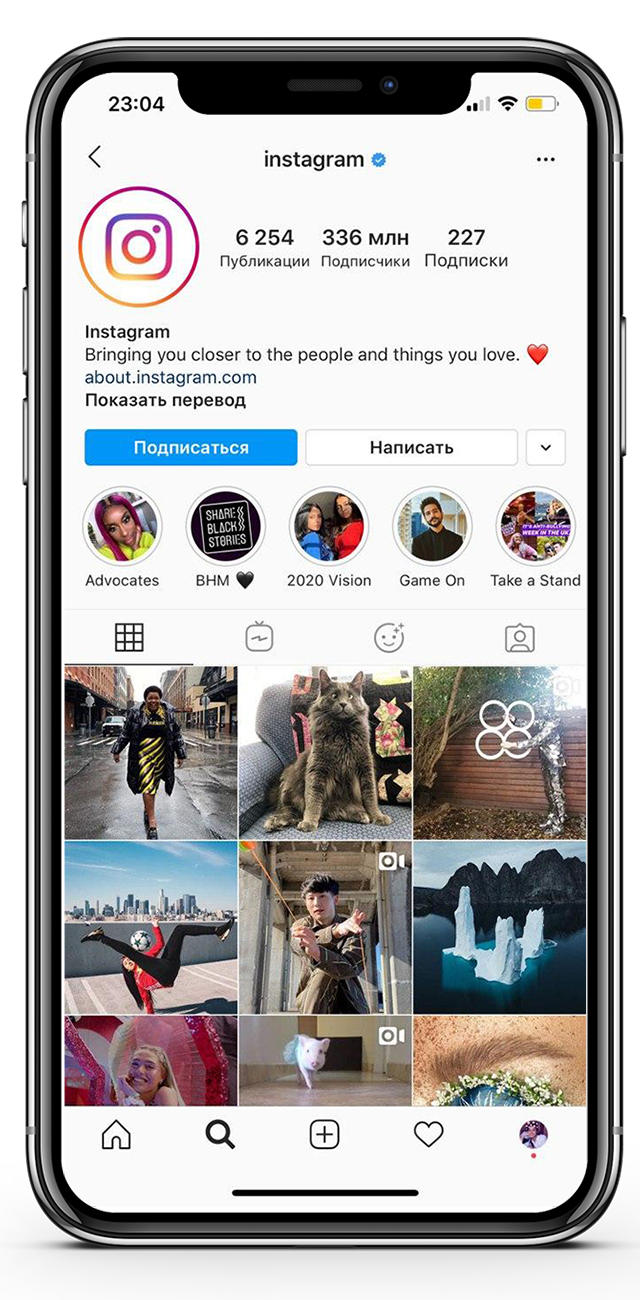 23:04
instagram
6 254 336 млн 227
Публикации Подписчики Подписки
Instagram
Bringing you closer to the people and things you love. ❤️
about.instagram.com
Показать перевод
Подписаться Написать
SHARE
BLACK
STORIES
IT'S ANTI-BULLYING
WEEK IN THE UK
Advocates BHM 🖤 2020 Vision Game On Take a Stand